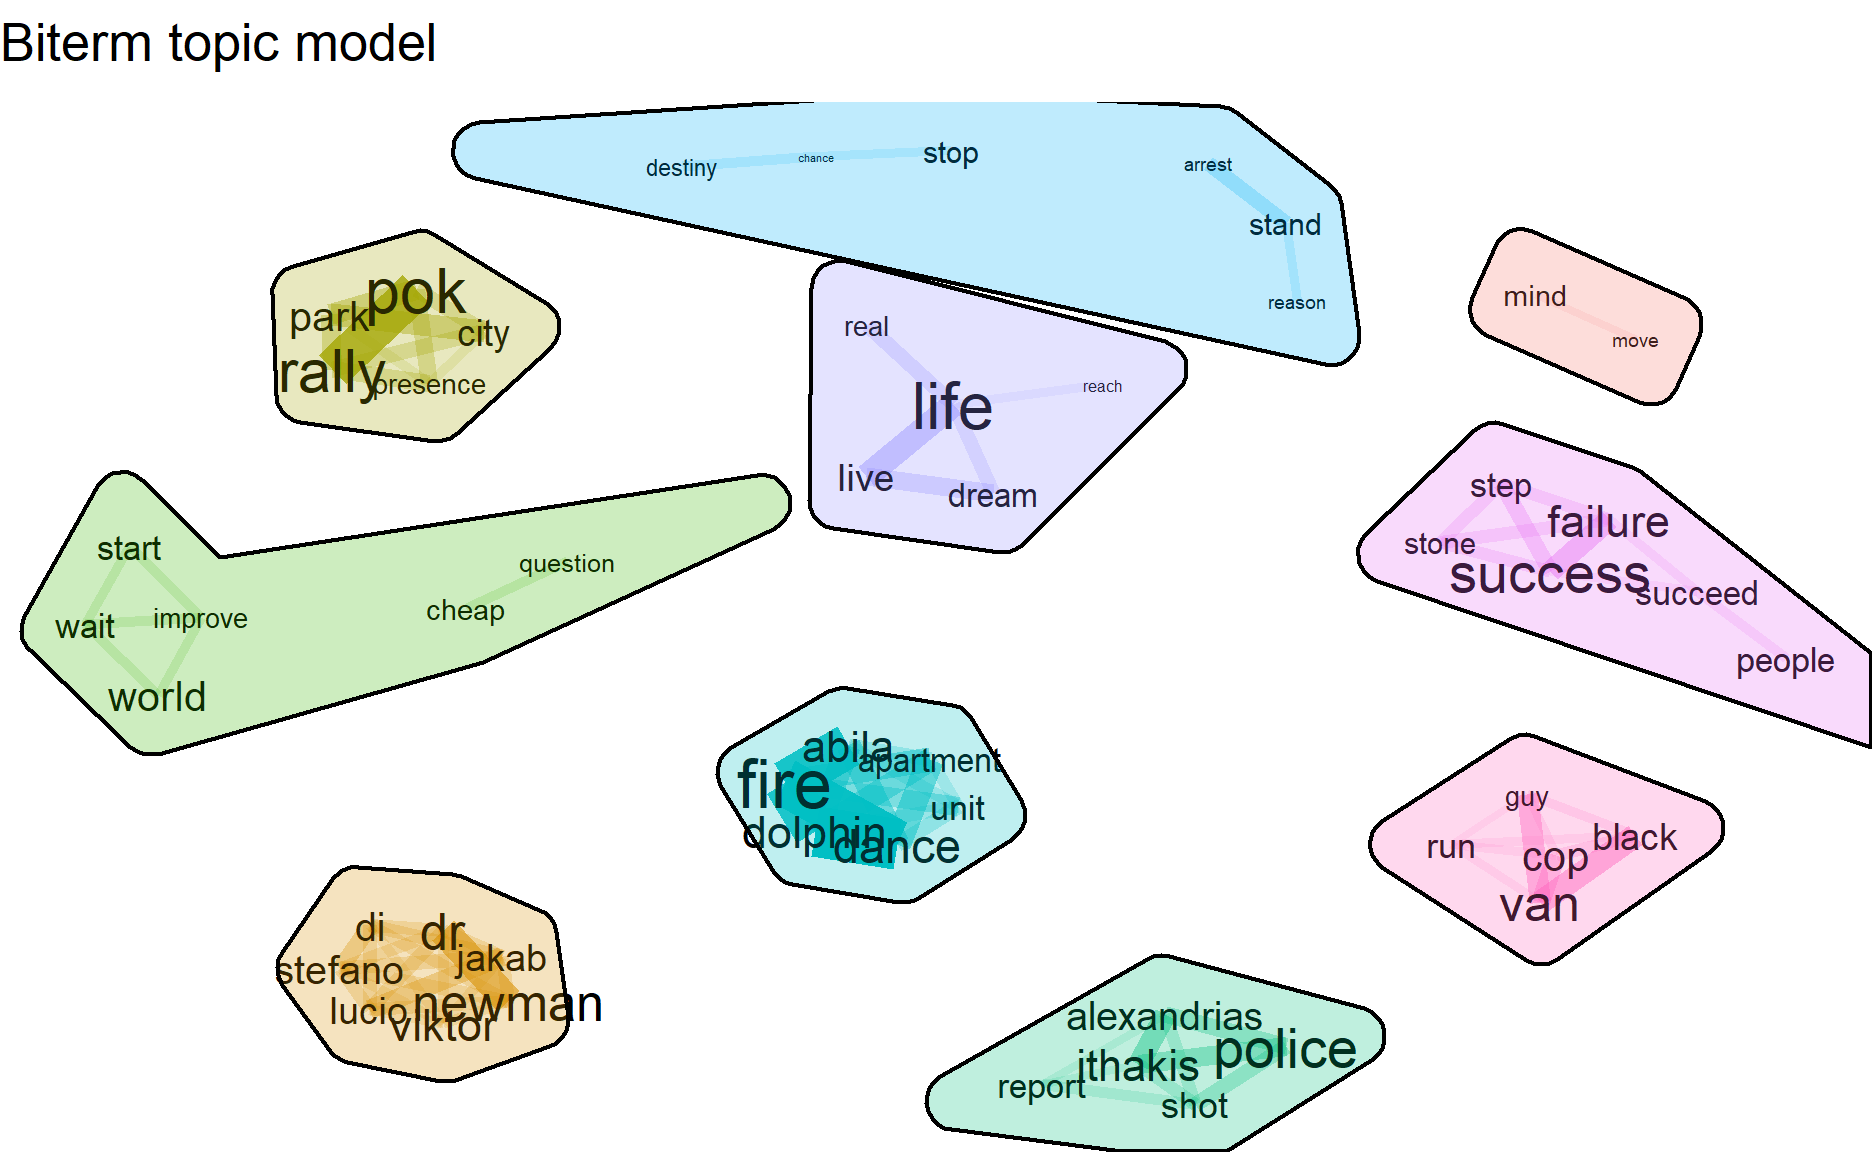 Biterm topic model
destiny
chance
stop
arrest
stand
reason
pok
park
city
rally
presence
real
life
reach
live
dream
mind
move
start
wait
improve
world
question
cheap
step
failure
stone
success
succeed
people
abila
apartment
fire
unit
dolphin
dance
guy
black
run
cop
van
di
dr
jakab
stefano
newman
lucio
viktor
alexandrias
police
ithakis
report
shot